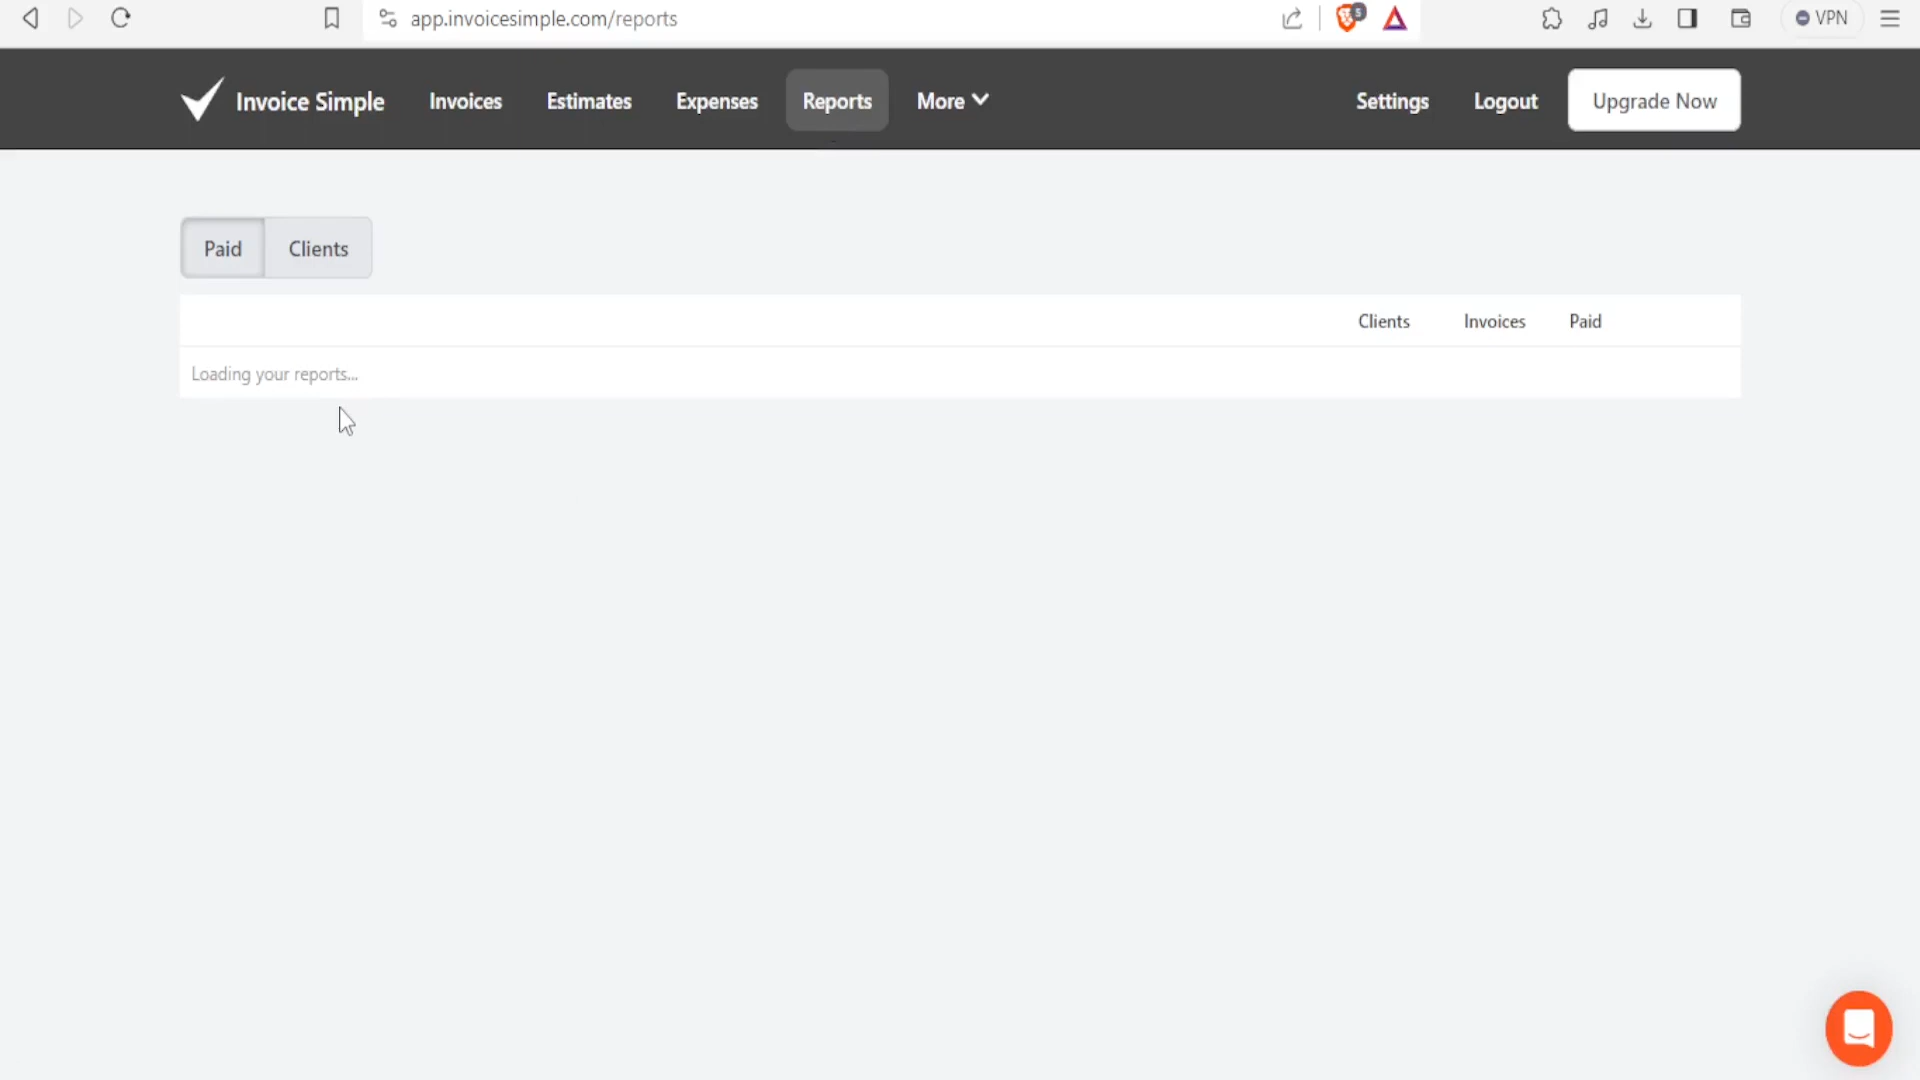 app.invoicesimple.com/reports
5
VPN
Invoice Simple
Invoices
Estimates
Expenses
Reports
More
Settings
Logout
Upgrade Now
Paid
Clients
Clients
Invoices
Paid
Loading your reports...